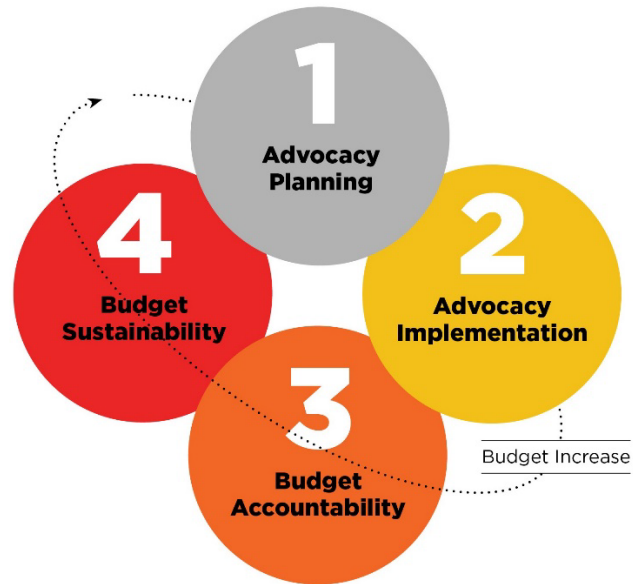 1
Advocacy
Planning
2
Advocacy
Implementation
Budget Increase
3
Budget
Accountability
4
Budget
Sustainability